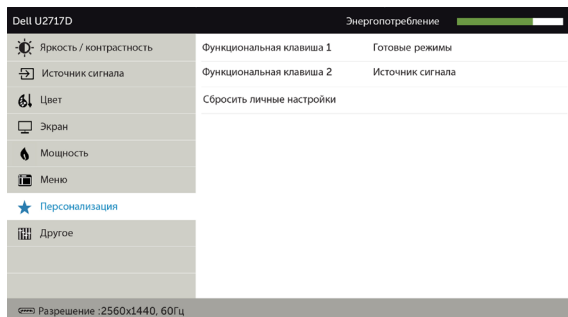 Dell U2717D Энергопотребление
Яркость / контрастность Функциональная клавиша 1 Готовые режимы
Источник сигнала Функциональная клавиша 2 Источник сигнала
Цвет Сбросить личные настройки
Экран
Мощность
Меню
Персонализация
Другое
Разрешение :2560x1440, 60Гц